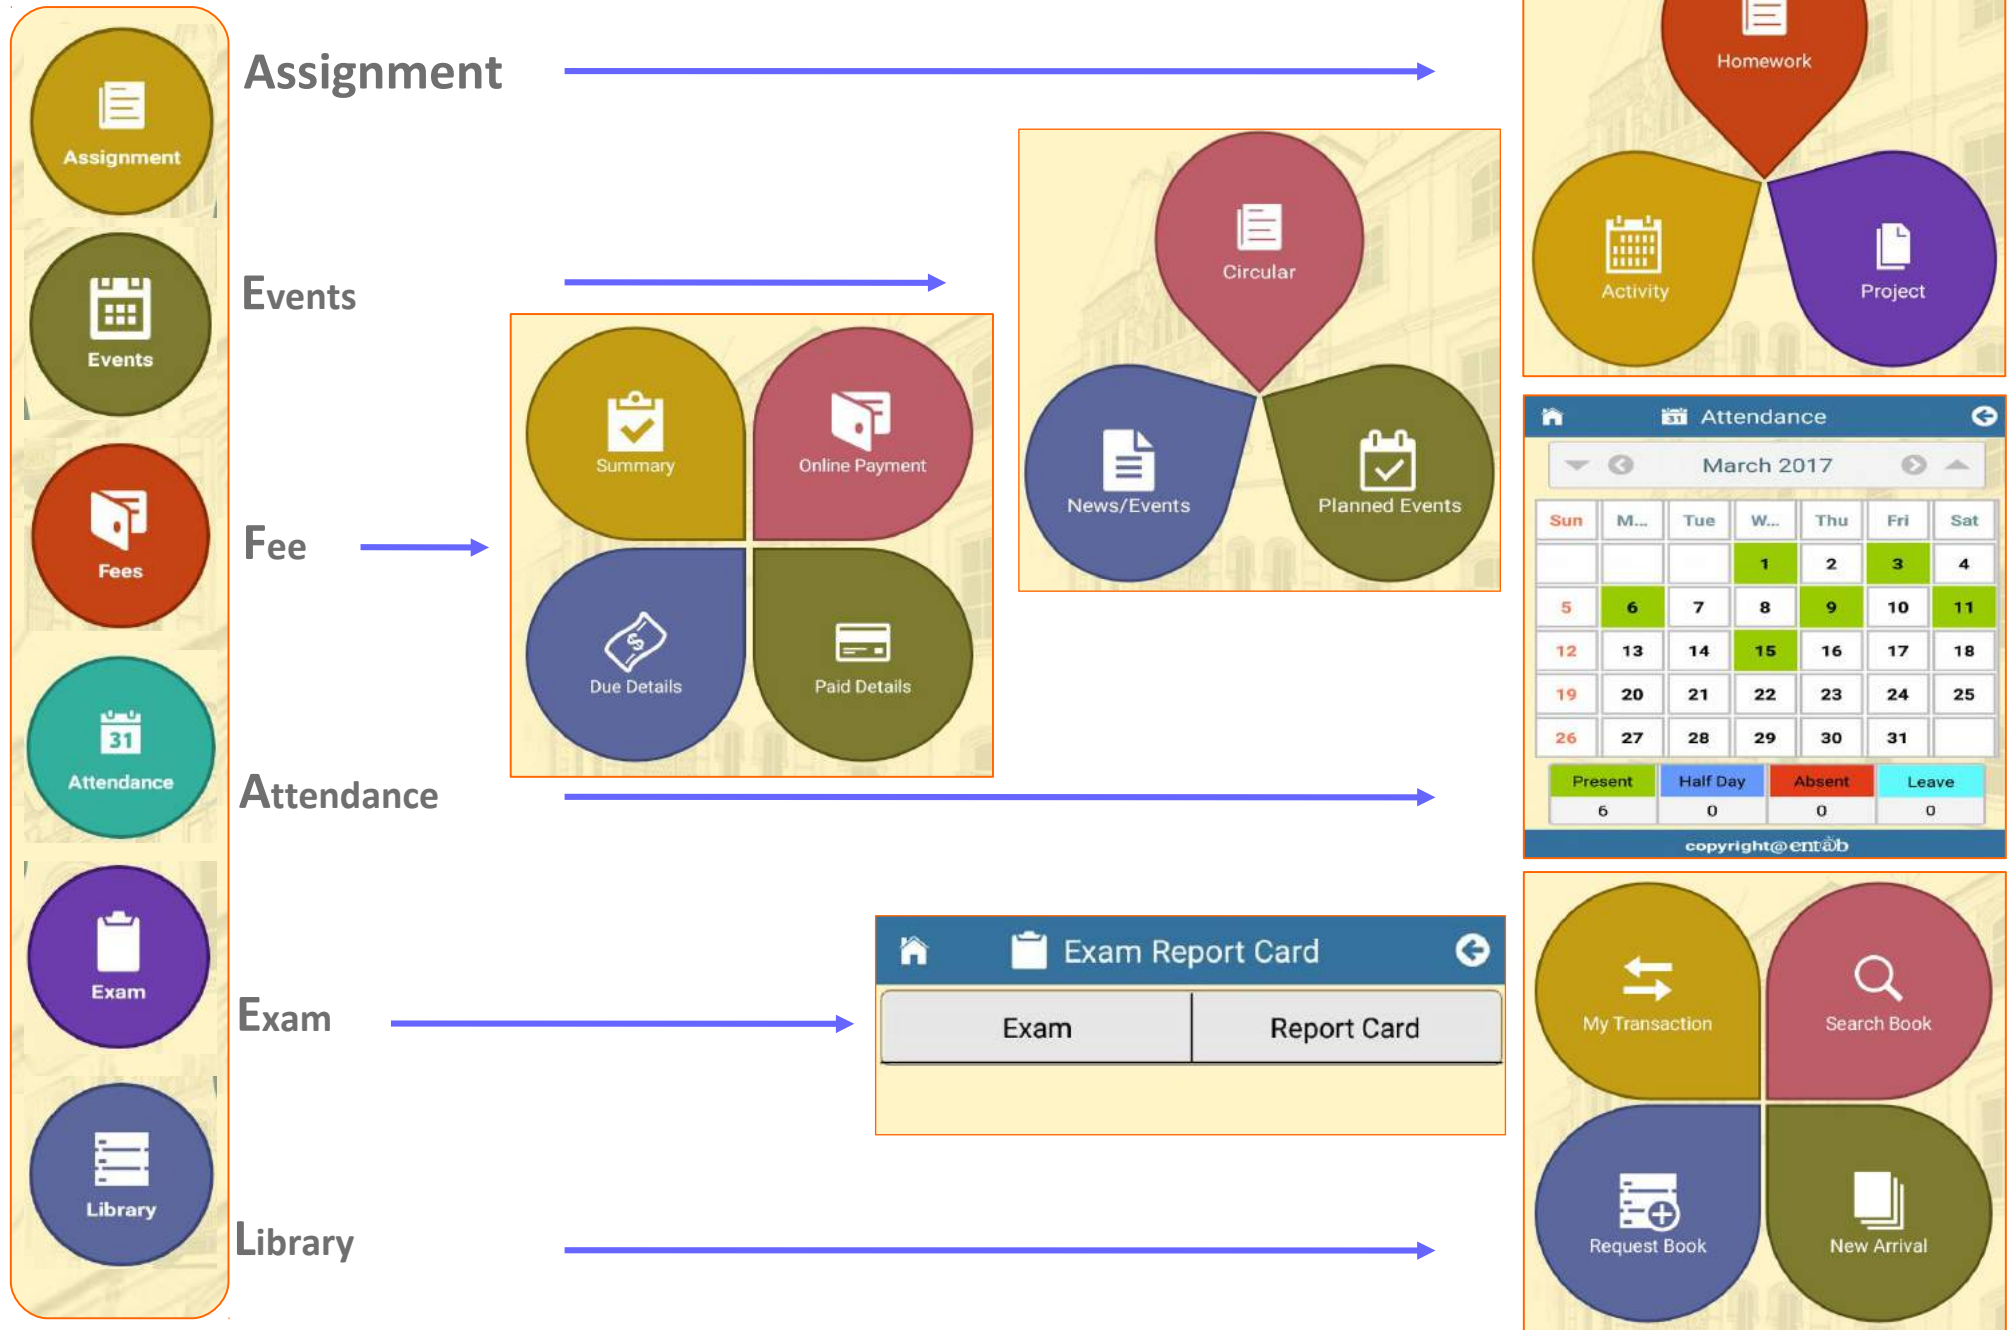 Assignment
Events
Fees
Attendance
Exam
Library
Assignment
Events
Fee
Attendance
Exam
Library
Homework
Activity
Project
Circular
News/Events
Planned Events
Summary
Online Payment
Due Details
Paid Details
31 Attendance
March 2017
Sun M... Tue W... Thu Fri Sat
1 2 3 4
5 6 7 8 9 10 11
12 13 14 15 16 17 18
19 20 21 22 23 24 25
26 27 28 29 30 31
Present Half Day Absent Leave
6 0 0 0
copyright@entab
Exam Report Card
Exam Report Card
My Transaction
Search Book
Request Book
New Arrival
31